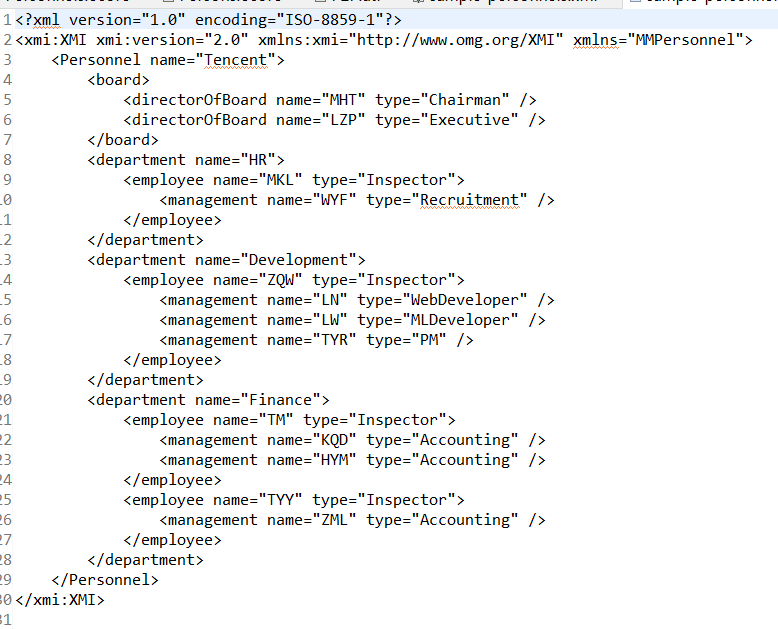 1 <?xml version="1.0" encoding="ISO-8859-1"?>
2 <xmi:XMI xmi:version="2.0" xmlns:xmi="http://www.omg.org/XMI" xmlns="MMPersonnel">
3     <Personnel name="Tencent">
4         <board>
5             <directorOfBoard name="MHT" type="Chairman" />
6             <directorOfBoard name="LZP" type="Executive" />
7         </board>
8         <department name="HR">
9             <employee name="MKL" type="Inspector">
10                 <management name="WYF" type="Recruitment" />
11             </employee>
12         </department>
13         <department name="Development">
14             <employee name="ZQW" type="Inspector">
15                 <management name="LN" type="WebDeveloper" />
16                 <management name="LW" type="MLDeveloper" />
17                 <management name="TYR" type="PM" />
18             </employee>
19         </department>
20         <department name="Finance">
21             <employee name="TM" type="Inspector">
22                 <management name="KQD" type="Accounting" />
23                 <management name="HYM" type="Accounting" />
24             </employee>
25             <employee name="TYY" type="Inspector">
26                 <management name="ZML" type="Accounting" />
27             </employee>
28         </department>
29     </Personnel>
30 </xmi:XMI>
31